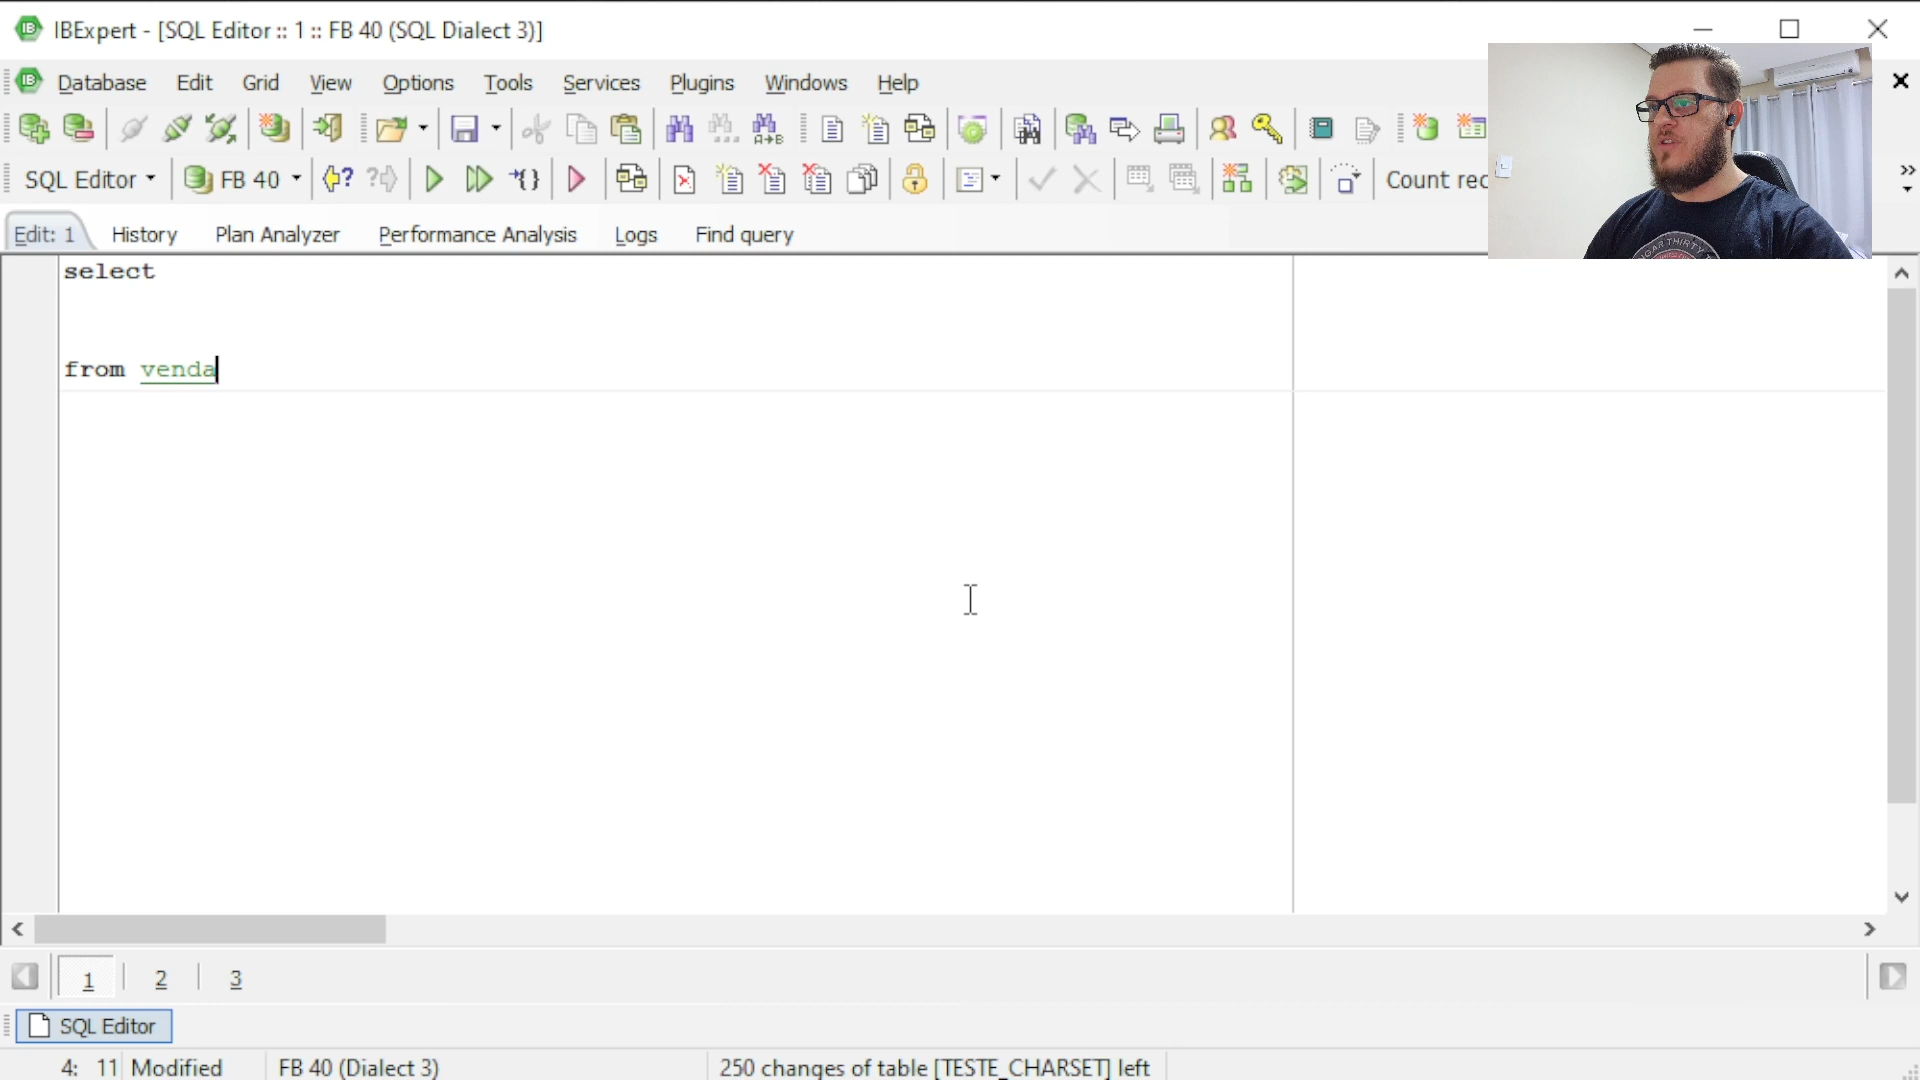 IBExpert - [SQL Editor :: 1 :: FB 40 (SQL Dialect 3)]
Database Edit Grid View Options Tools Services Plugins Windows Help
SQL Editor FB 40 Count rec
Edit: 1 History Plan Analyzer Performance Analysis Logs Find query
select
from venda
1 2 3
SQL Editor
4: 11 Modified FB 40 (Dialect 3) 250 changes of table [TESTE_CHARSET] left